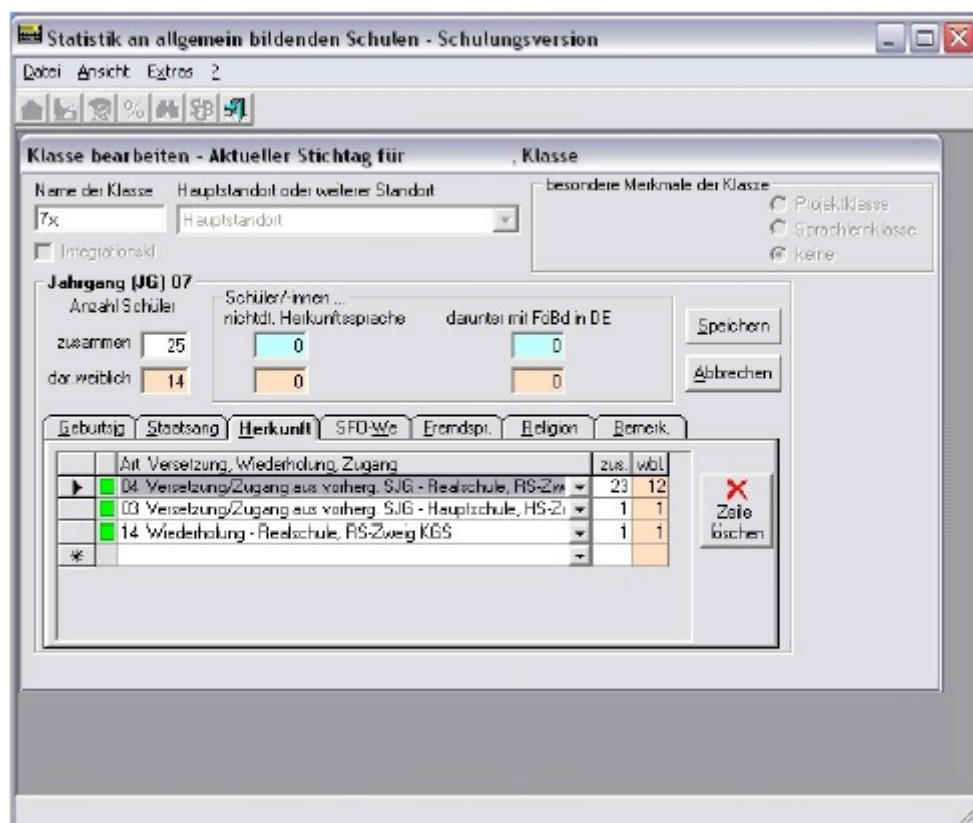 Statistik an allgemein bildenden Schulen - Schulungsversion
Datei Ansicht Extras ?
Klasse bearbeiten - Aktueller Stichtag für , Klasse
Name der Klasse Hauptstandort oder weiterer Standort besondere Merkmale der Klasse
7x Hauptstandort Projektklasse
Sprachlernklasse
Integrationskl. keine
Jahrgang (JG) 07
Anzahl Schüler Schüler/-innen ...
nichtdt. Herkunftssprache darunter mit FöBd in DE
zusammen 25 0 0 Speichern
dar. weiblich 14 0 0 Abbrechen
Geburtsjg Staatsang Herkunft SFO-We Fremdspr. Religion Bemerk.
Art Versetzung, Wiederholung, Zugang zus. wbl.
04 Versetzung/Zugang aus vorherg. SJG - Realschule, RS-Zw 23 12
03 Versetzung/Zugang aus vorherg. SJG - Hauptschule, HS-Z 1 1
14 Wiederholung - Realschule, RS-Zweig KGS 1 1
Zeile
löschen